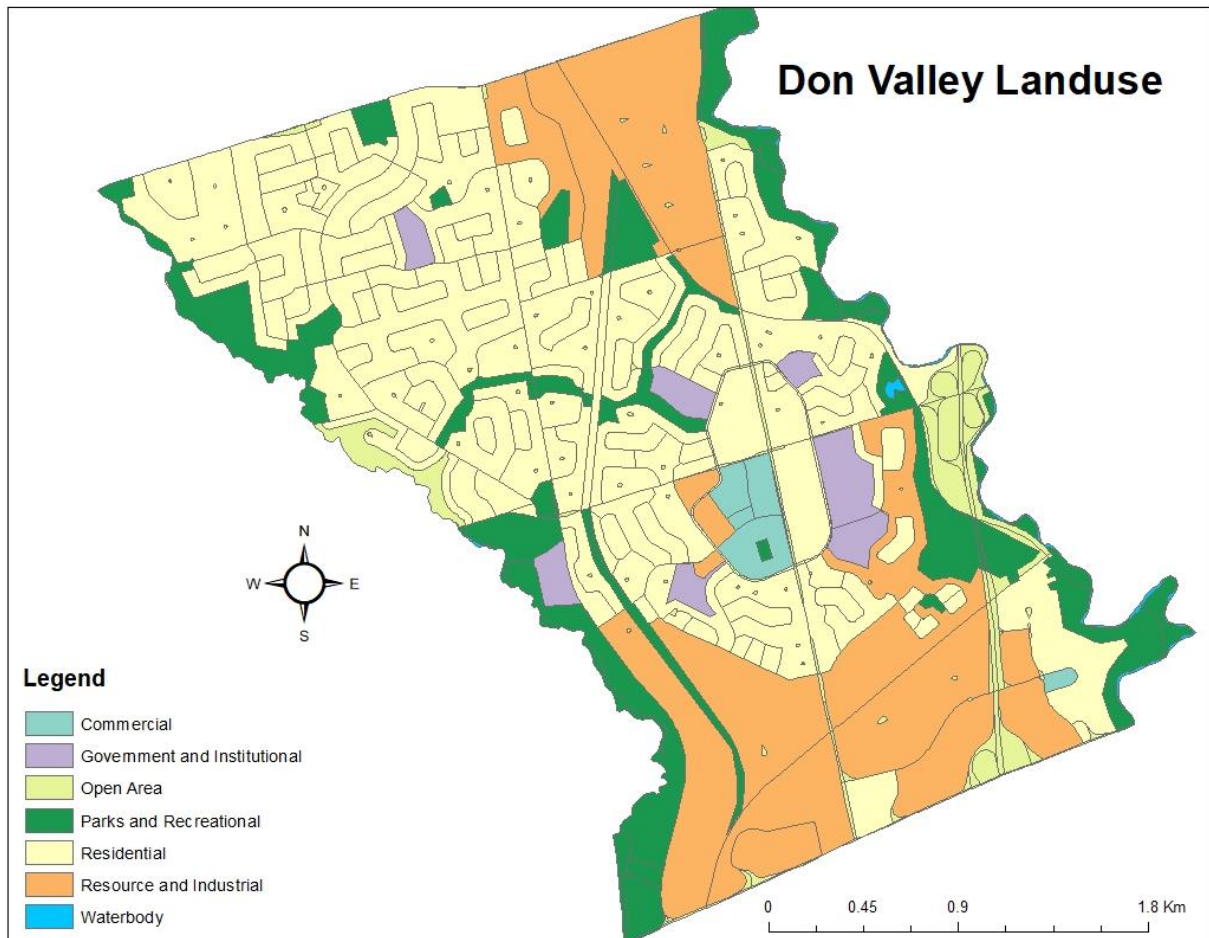 Don Valley Landuse
N
W E
S
Legend
Commercial
Government and Institutional
Open Area
Parks and Recreational
Residential
Resource and Industrial
Waterbody
0 0.45 0.9 1.8 Km